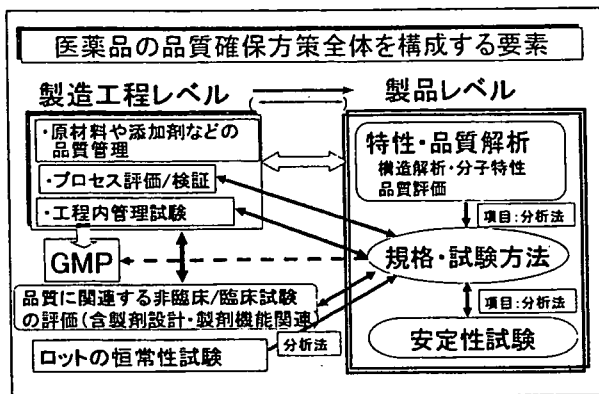 医薬品の品質確保方策全体を構成する要素
製造工程レベル
製品レベル
・原材料や添加剤などの
品質管理
・プロセス評価/検証
・工程内管理試験
GMP
品質に関連する非臨床/臨床試験
の評価(含製剤設計・製剤機能関連
ロットの恒常性試験
分析法
特性・品質解析
構造解析・分子特性
品質評価
項目:分析法
規格・試験方法
項目:分析法
安定性試験